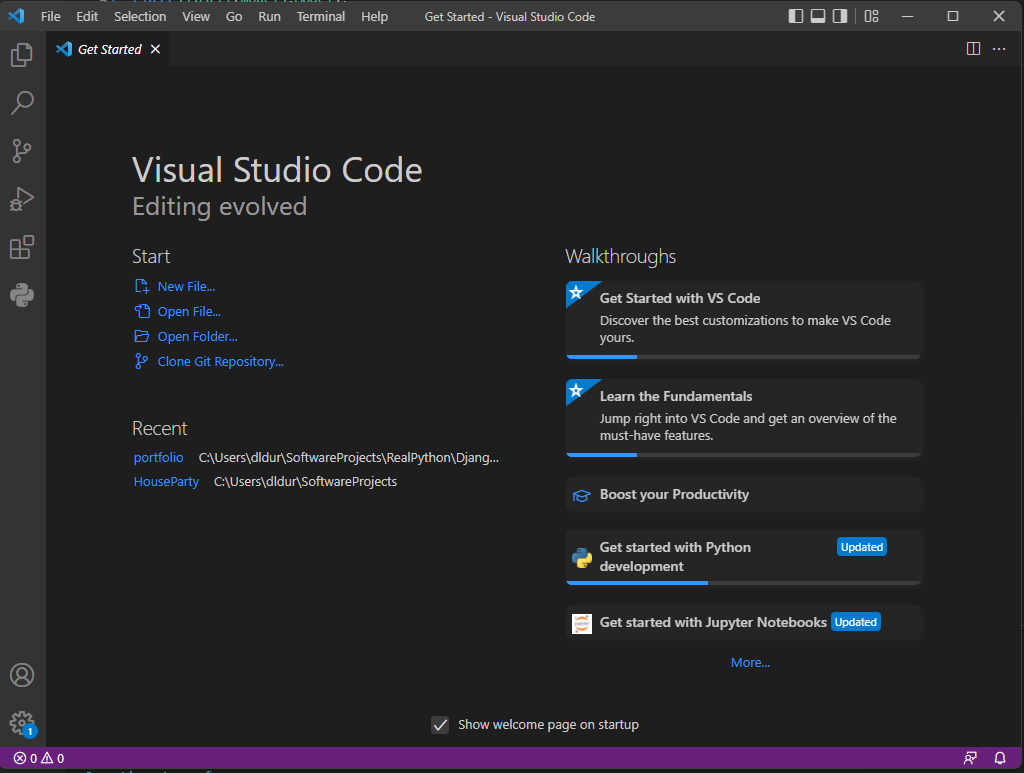 File Edit Selection View Go Run Terminal Help Get Started - Visual Studio Code
Get Started
Visual Studio Code
Editing evolved
Start
New File...
Open File...
Open Folder...
Clone Git Repository...
Recent
portfolio C:\Users\dldur\SoftwareProjects\RealPython\Djang...
HouseParty C:\Users\dldur\SoftwareProjects
Walkthroughs
Get Started with VS Code
Discover the best customizations to make VS Code
yours.
Learn the Fundamentals
Jump right into VS Code and get an overview of the
must-have features.
Boost your Productivity
Get started with Python Updated
development
Get started with Jupyter Notebooks Updated
More...
Show welcome page on startup
1
0 0